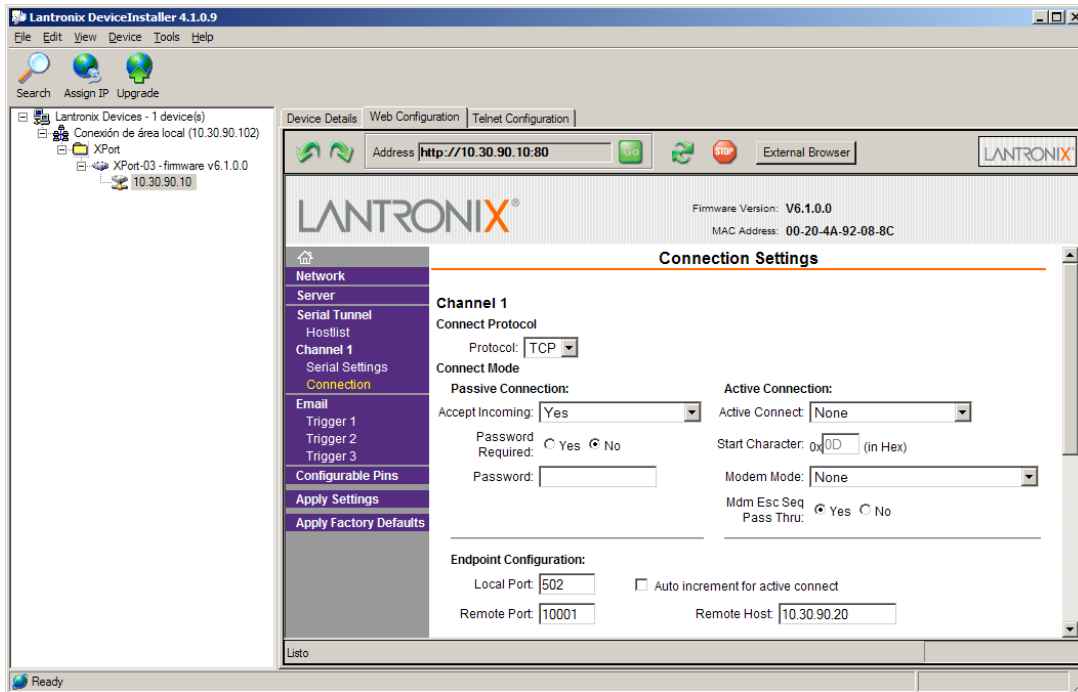 Lantronix DeviceInstaller 4.1.0.9
File Edit View Device Tools Help
Search Assign IP Upgrade
Lantronix Devices - 1 device(s)
Conexión de área local (10.30.90.102)
XPort
XPort-03 - firmware v6.1.0.0
10.30.90.10
Device Details Web Configuration Telnet Configuration
Address http://10.30.90.10:80 Go STOP External Browser LANTRONIX
LANTRONIX®
Firmware Version: V6.1.0.0
MAC Address: 00-20-4A-92-08-8C
Network
Server
Serial Tunnel
Hostlist
Channel 1
Serial Settings
Connection
Email
Trigger 1
Trigger 2
Trigger 3
Configurable Pins
Apply Settings
Apply Factory Defaults
Connection Settings
Channel 1
Connect Protocol
Protocol: TCP
Connect Mode
Passive Connection: Active Connection:
Accept Incoming: Yes Active Connect: None
Password Required: Yes No Start Character: 0x 0D (in Hex)
Password: Modem Mode: None
Mdm Esc Seq Pass Thru: Yes No
Endpoint Configuration:
Local Port: 502 Auto increment for active connect
Remote Port: 10001 Remote Host: 10.30.90.20
Listo
Ready